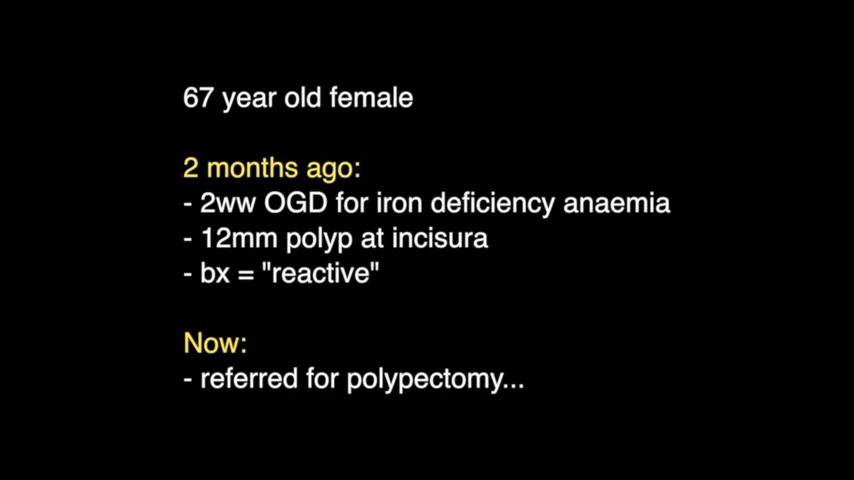 67 year old female
2 months ago:
- 2ww OGD for iron deficiency anaemia
- 12mm polyp at incisura
- bx = "reactive"
Now:
- referred for polypectomy...